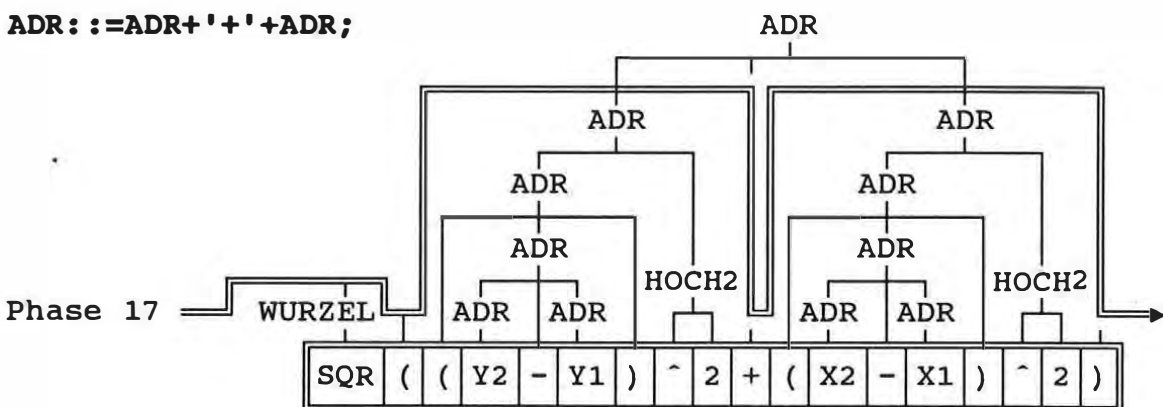 ADR::=ADR+'+'+ADR;
ADR
ADR ADR
ADR ADR
ADR ADR
HOCH2 HOCH2
Phase 17 WURZEL ADR ADR ADR ADR
SQR ( ( Y2 - Y1 ) ^ 2 + ( X2 - X1 ) ^ 2 )